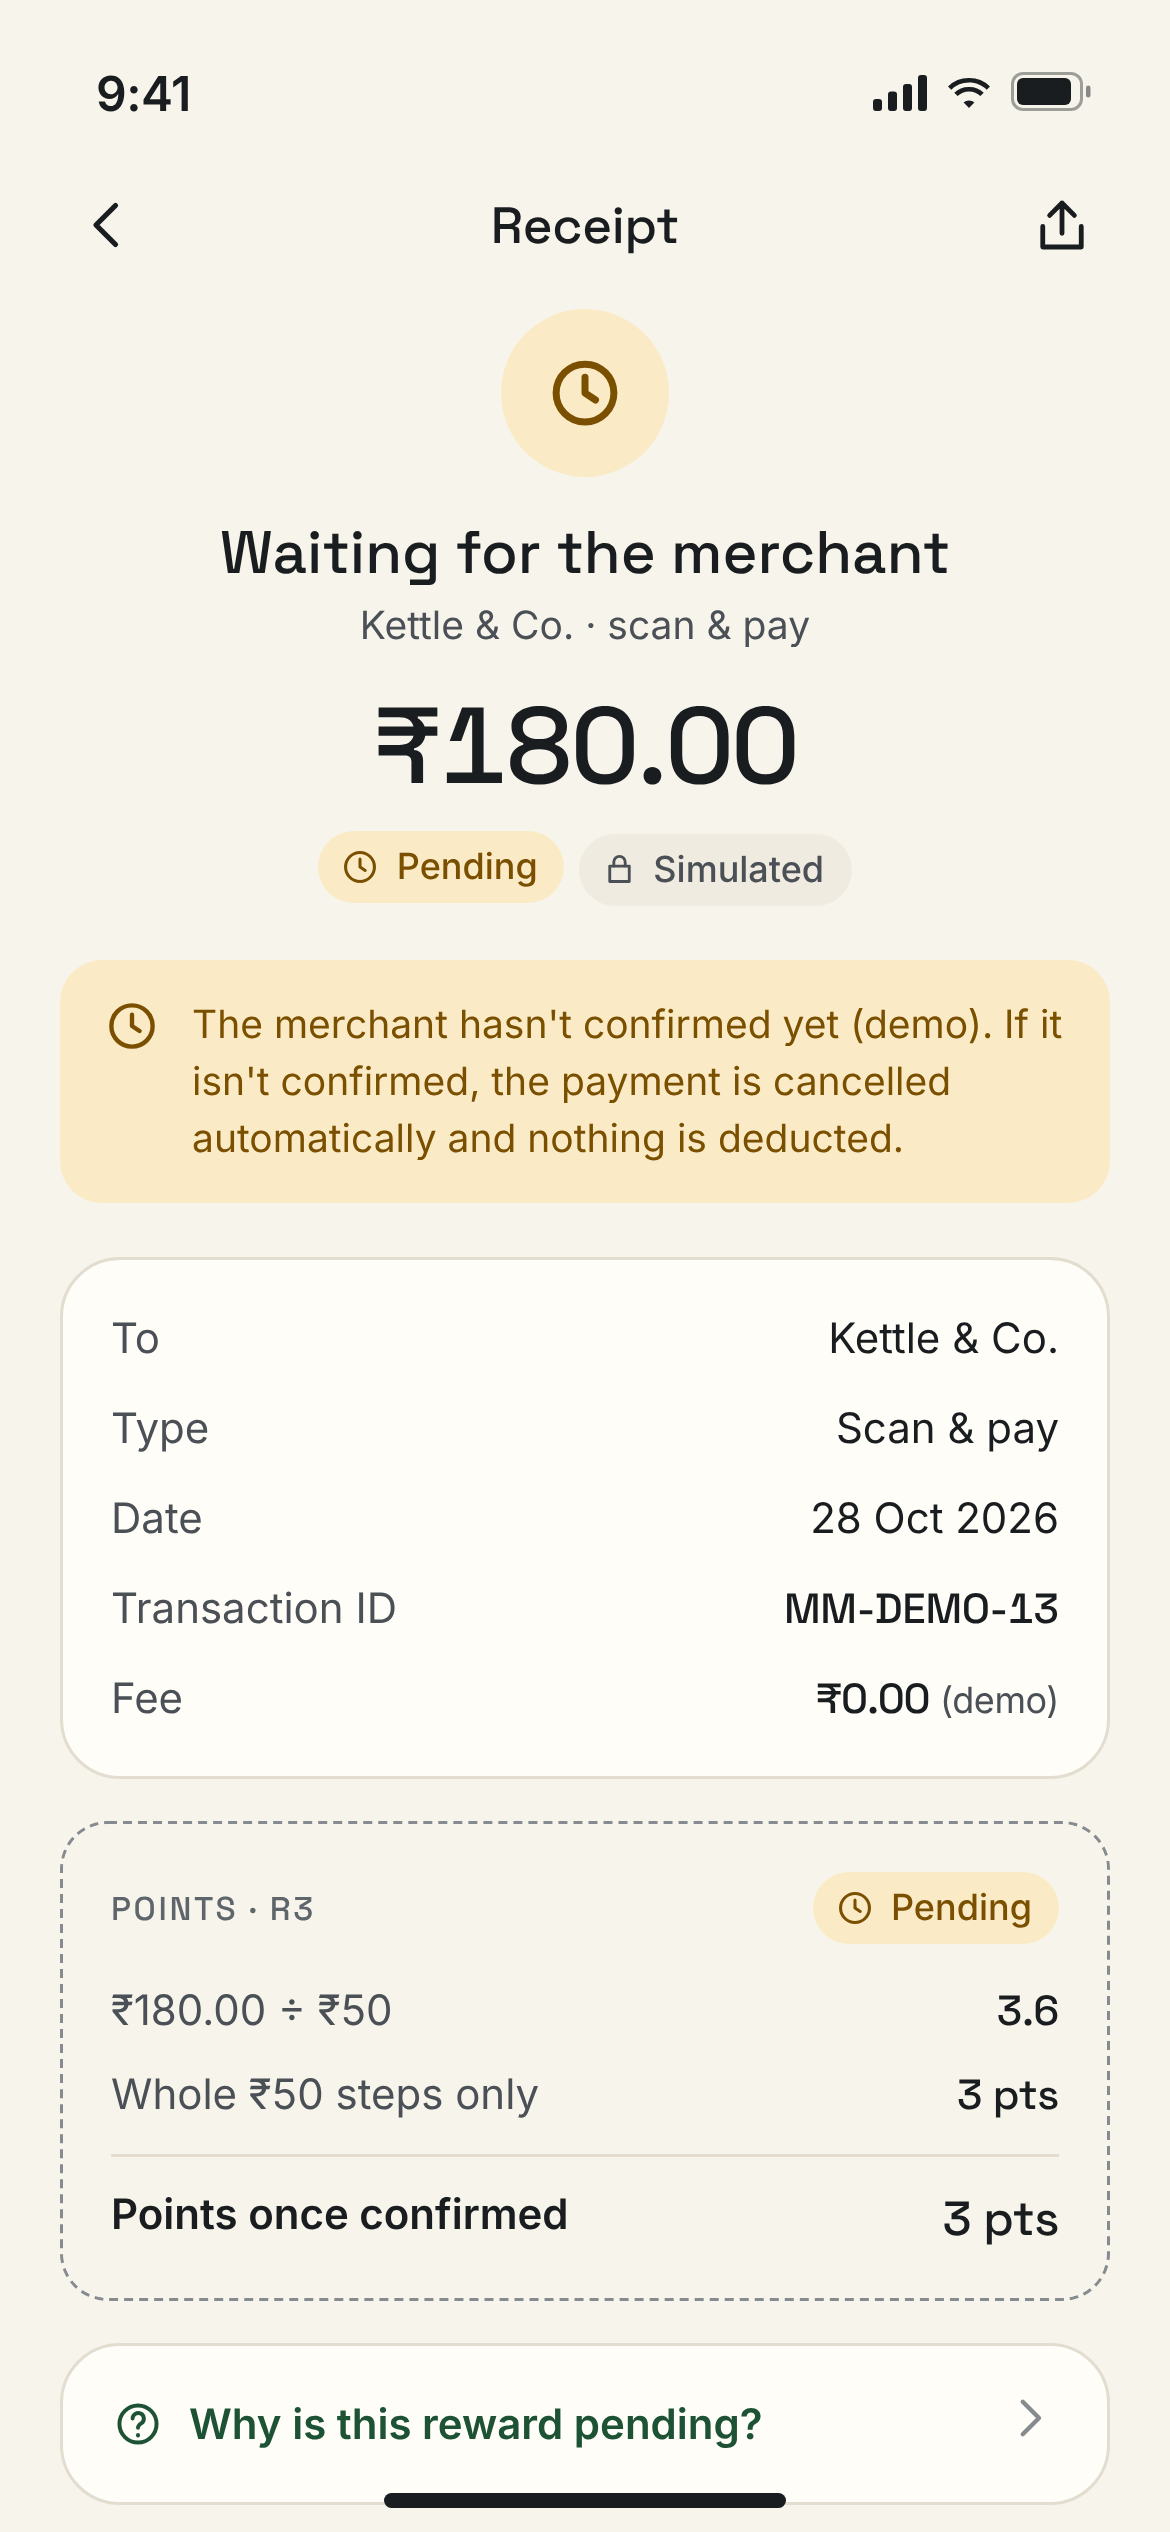 9:41
Receipt
Waiting for the merchant
Kettle & Co. · scan & pay
₹180.00
Pending
Simulated
The merchant hasn't confirmed yet (demo). If it
isn't confirmed, the payment is cancelled
automatically and nothing is deducted.
To Kettle & Co.
Type Scan & pay
Date 28 Oct 2026
Transaction ID MM-DEMO-13
Fee ₹0.00 (demo)
POINTS · R3 Pending
₹180.00 ÷ ₹50 3.6
Whole ₹50 steps only 3 pts
Points once confirmed 3 pts
Why is this reward pending?